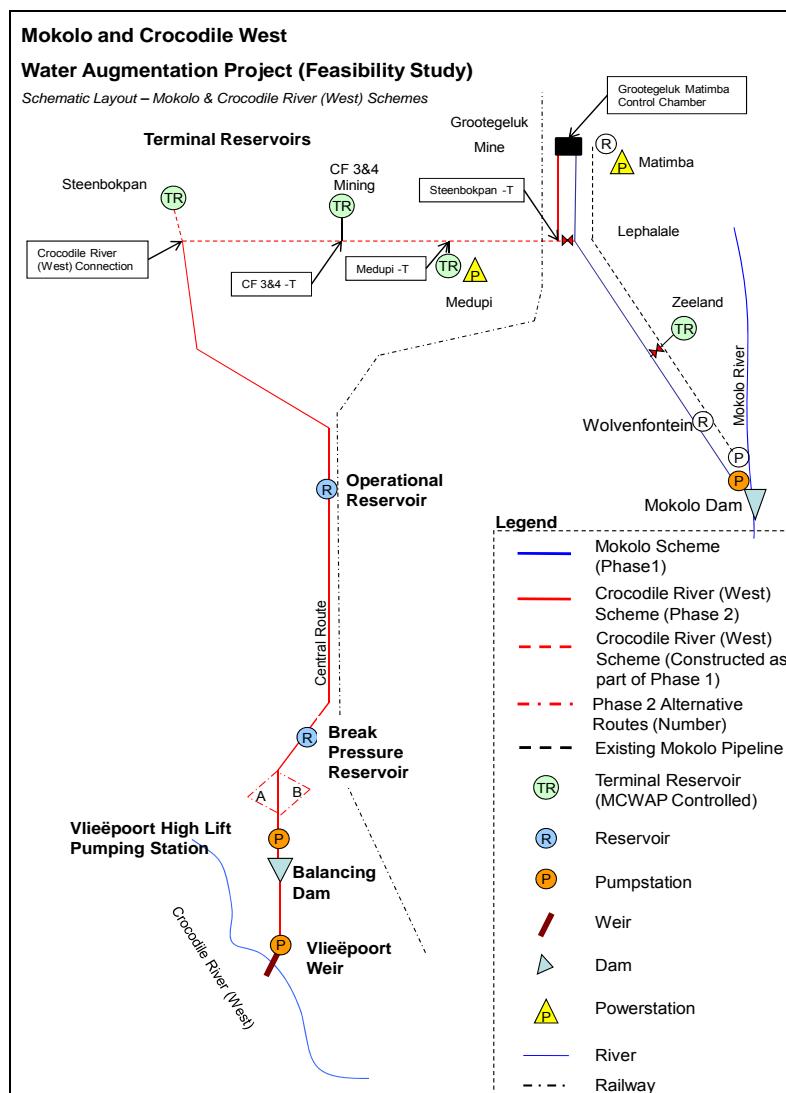 Mokolo and Crocodile West
Water Augmentation Project (Feasibility Study)
Schematic Layout – Mokolo & Crocodile River (West) Schemes
Grootegeluk Matimba
Control Chamber
Terminal Reservoirs
Grootegeluk
Mine
R
P
Matimba
CF 3&4
Mining
TR
Steenbokpan
TR
Steenbokpan -T
Lephalale
Crocodile River
(West) Connection
CF 3&4 -T
Medupi -T
TR
P
Medupi
Zeeland
TR
Mokolo River
Wolvenfontein
R
P
P
Mokolo Dam
R
Operational
Reservoir
Central Route
R
Break
Pressure
Reservoir
A
B
Vlieëpoort High Lift
Pumping Station
P
Balancing
Dam
P
Vlieëpoort
Weir
Crocodile River (West)
Legend
Mokolo Scheme
(Phase1)
Crocodile River (West)
Scheme (Phase 2)
Crocodile River (West)
Scheme (Constructed as
part of Phase 1)
Phase 2 Alternative
Routes (Number)
Existing Mokolo Pipeline
TR
Terminal Reservoir
(MCWAP Controlled)
R
Reservoir
P
Pumpstation
Weir
Dam
P
Powerstation
River
Railway